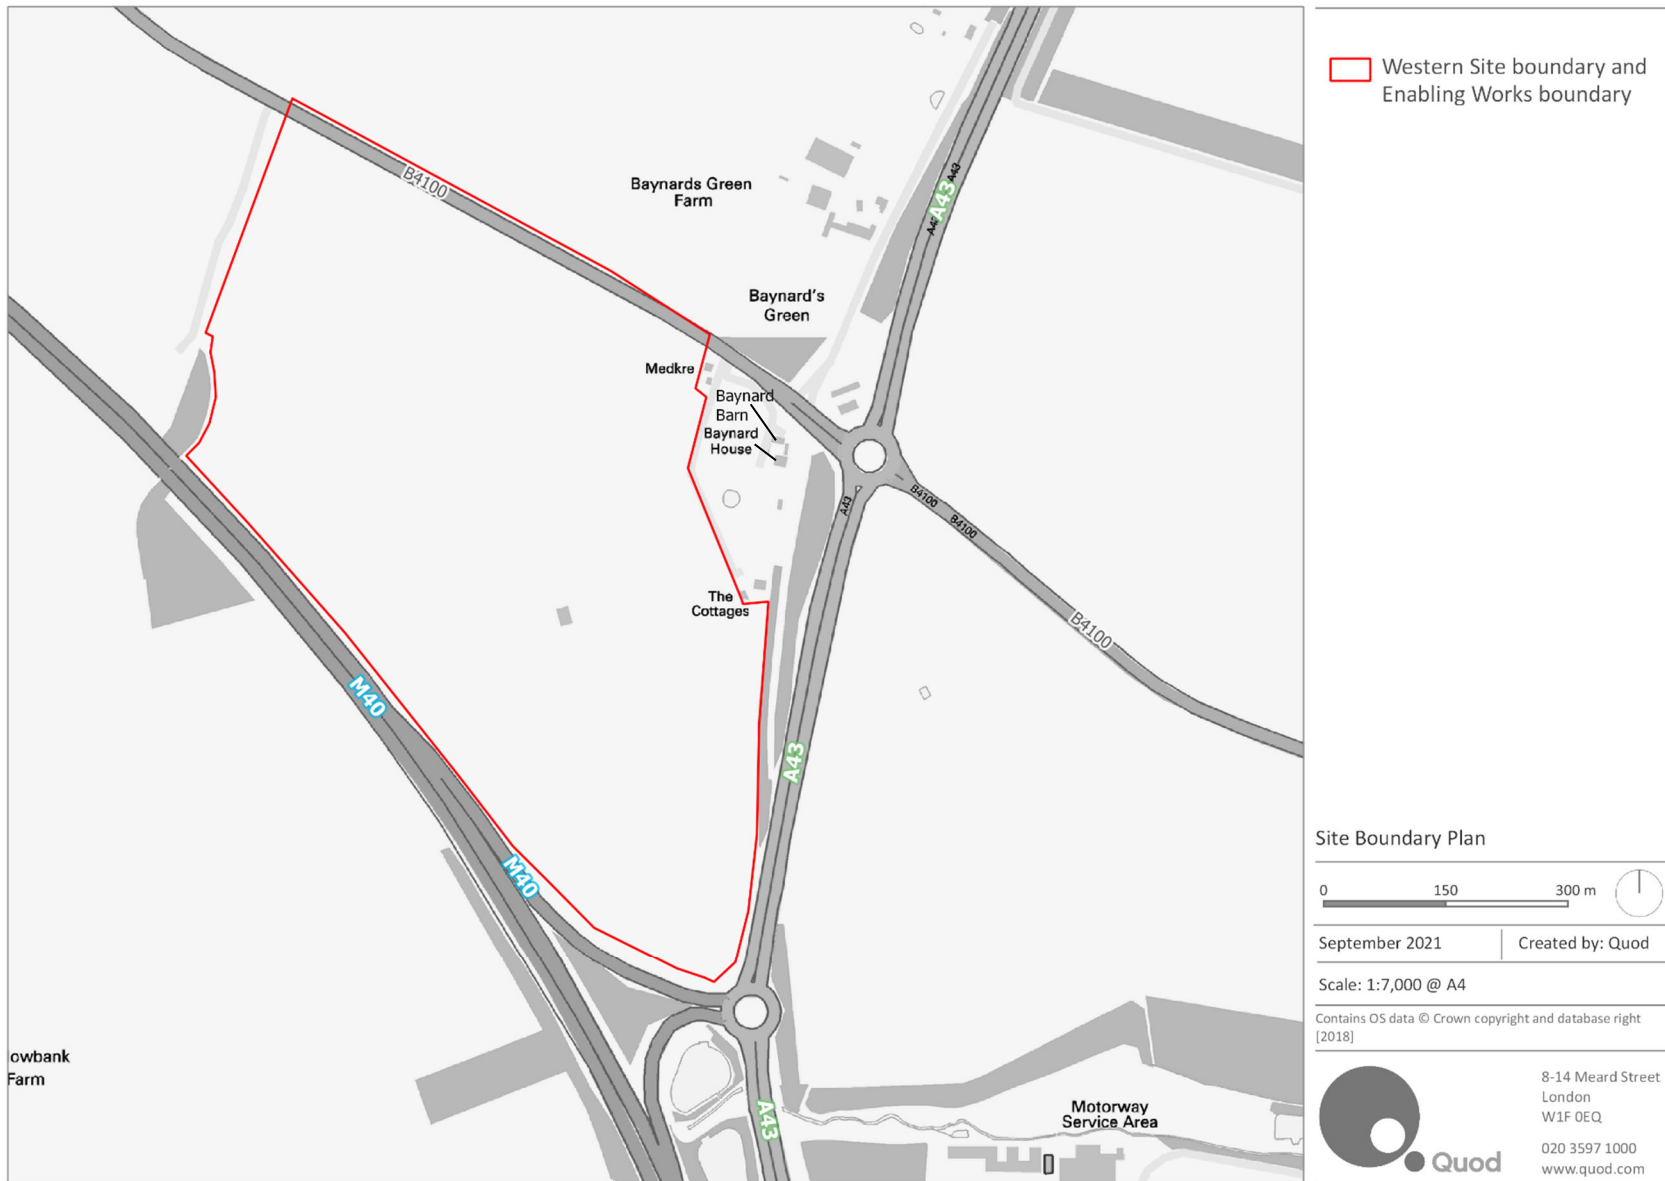 Western Site boundary and
Enabling Works boundary
B4100
Baynards Green
Farm
A43
A43
A43
Baynard's
Green
Medkre
Baynard
Barn
Baynard
House
A43
B4100
B4100
The
Cottages
B4100
M40
A43
M40
owbank
Farm
A43
Motorway
Service Area
Site Boundary Plan
0 150 300 m
September 2021 Created by: Quod
Scale: 1:7,000 @ A4
Contains OS data © Crown copyright and database right
[2018]
8-14 Meard Street
London
W1F 0EQ
020 3597 1000
www.quod.com
Quod